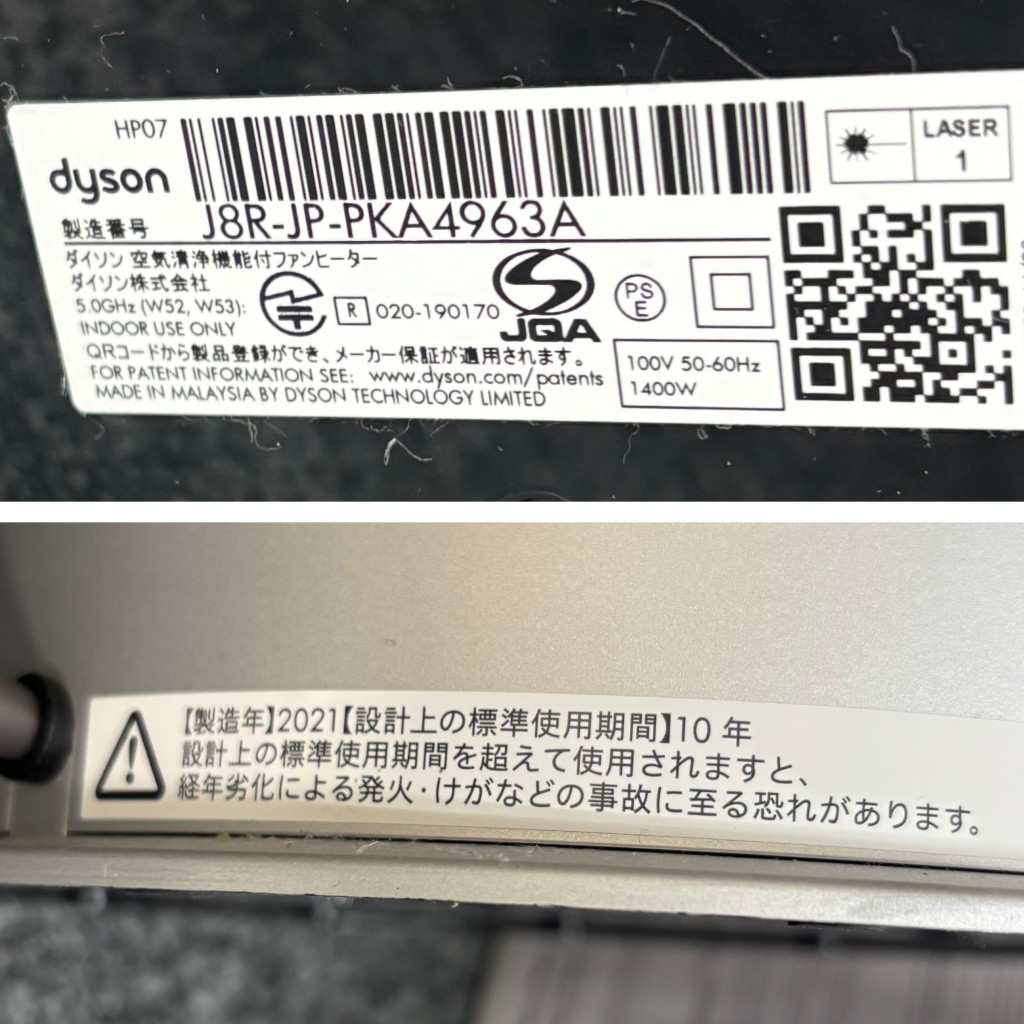 HP07
dyson
製造番号 J8R-JP-PKA4963A
LASER
1
ダイソン 空気清浄機能付ファンヒーター
ダイソン株式会社
5.0GHz (W52, W53):
INDOOR USE ONLY
R 020-190170
JQA
PS
E
QRコードから製品登録ができ、メーカー保証が適用されます。
FOR PATENT INFORMATION SEE: www.dyson.com/patents
MADE IN MALAYSIA BY DYSON TECHNOLOGY LIMITED
100V 50-60Hz
1400W
【製造年】2021【設計上の標準使用期間】10 年
設計上の標準使用期間を超えて使用されますと、
経年劣化による発火・けがなどの事故に至る恐れがあります。